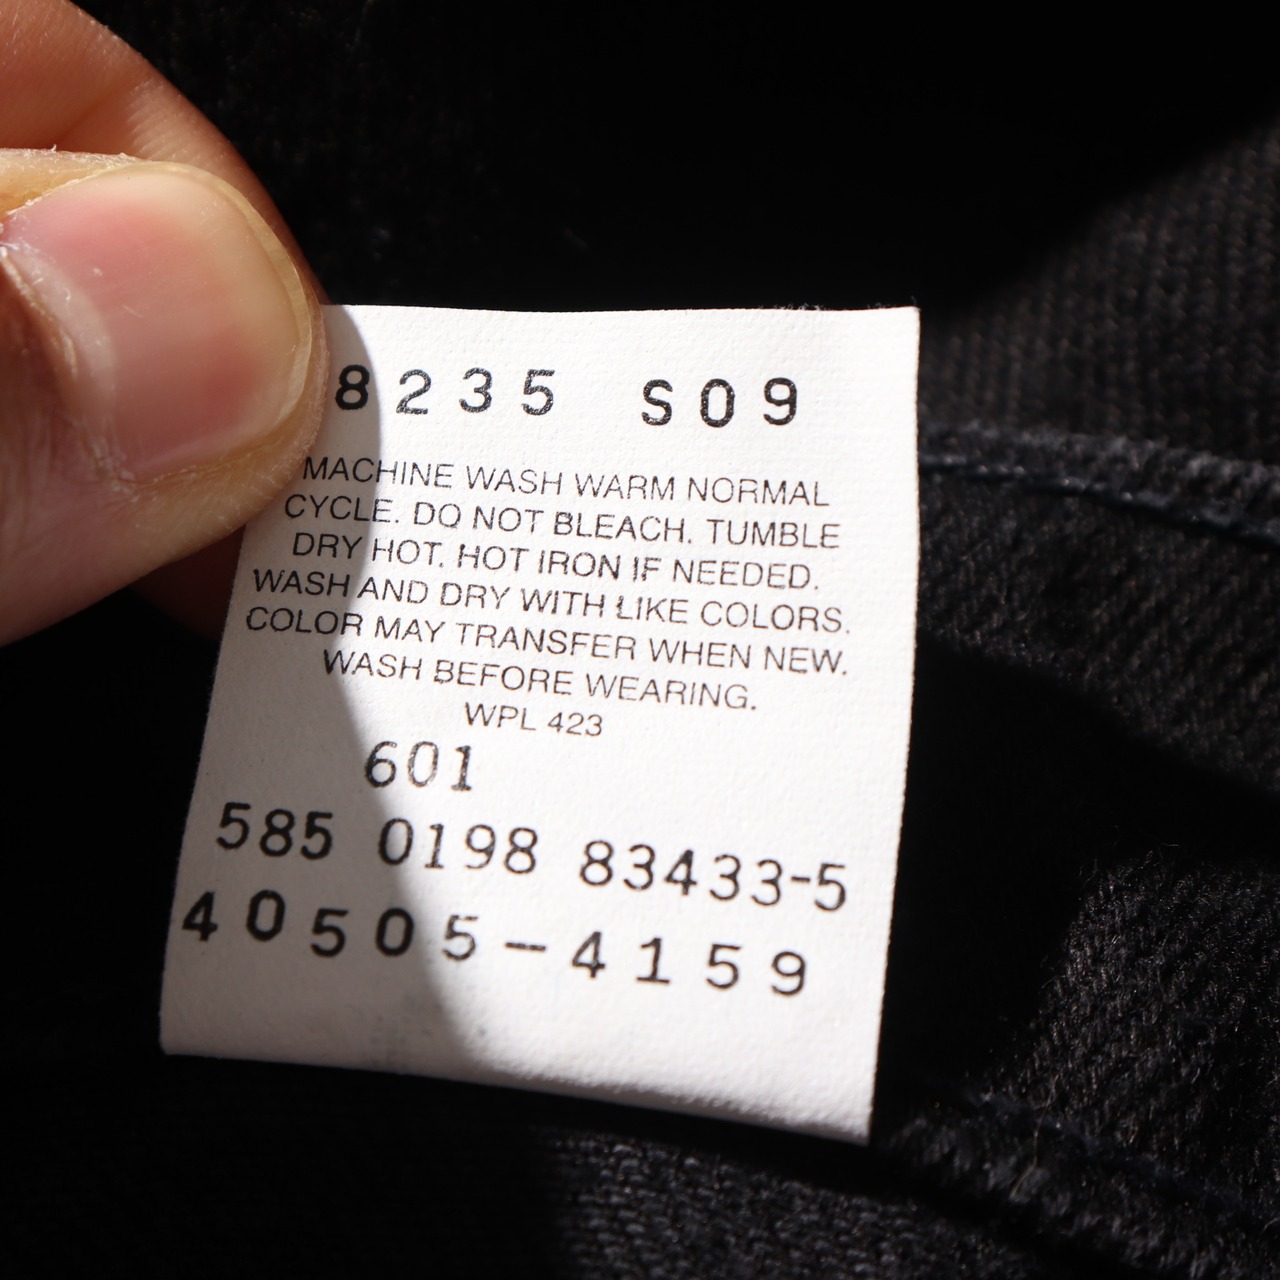 8235 S09
MACHINE WASH WARM NORMAL
CYCLE. DO NOT BLEACH. TUMBLE
DRY HOT. HOT IRON IF NEEDED.
WASH AND DRY WITH LIKE COLORS.
COLOR MAY TRANSFER WHEN NEW.
WASH BEFORE WEARING.
WPL 423
601
585 0198 83433-5
40505-4159